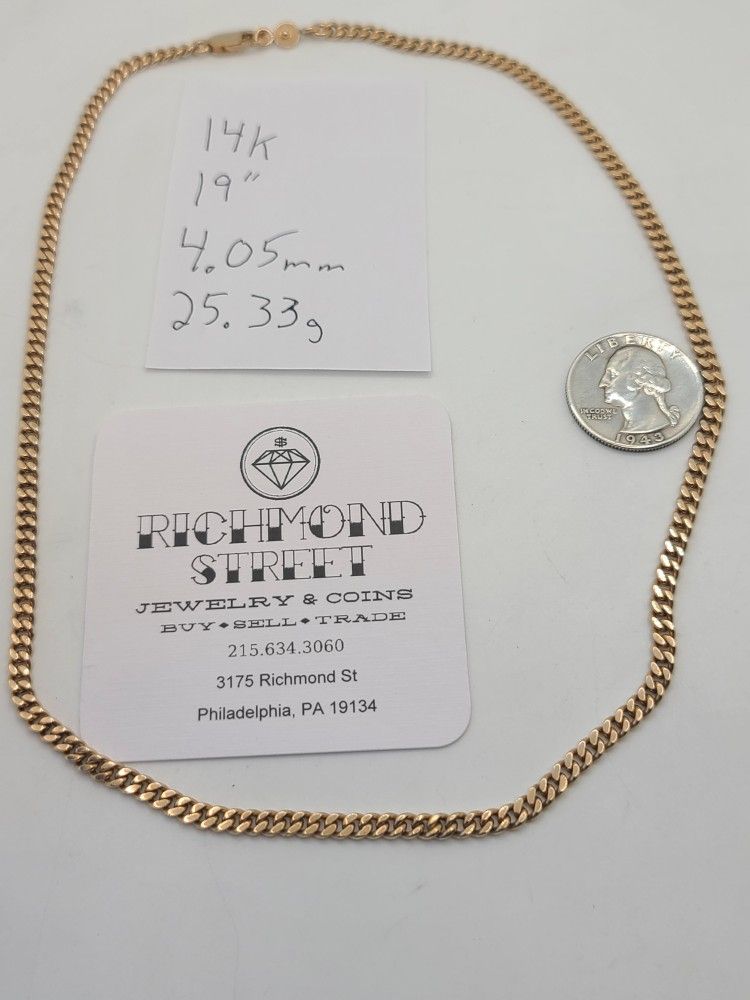 14K
19"
4.05mm
25.33g
LIBERTY
IN GOD WE
TRUST
1943
$
RICHMOND
STREET
JEWELRY & COINS
BUY◆SELL◆TRADE
215.634.3060
3175 Richmond St
Philadelphia, PA 19134